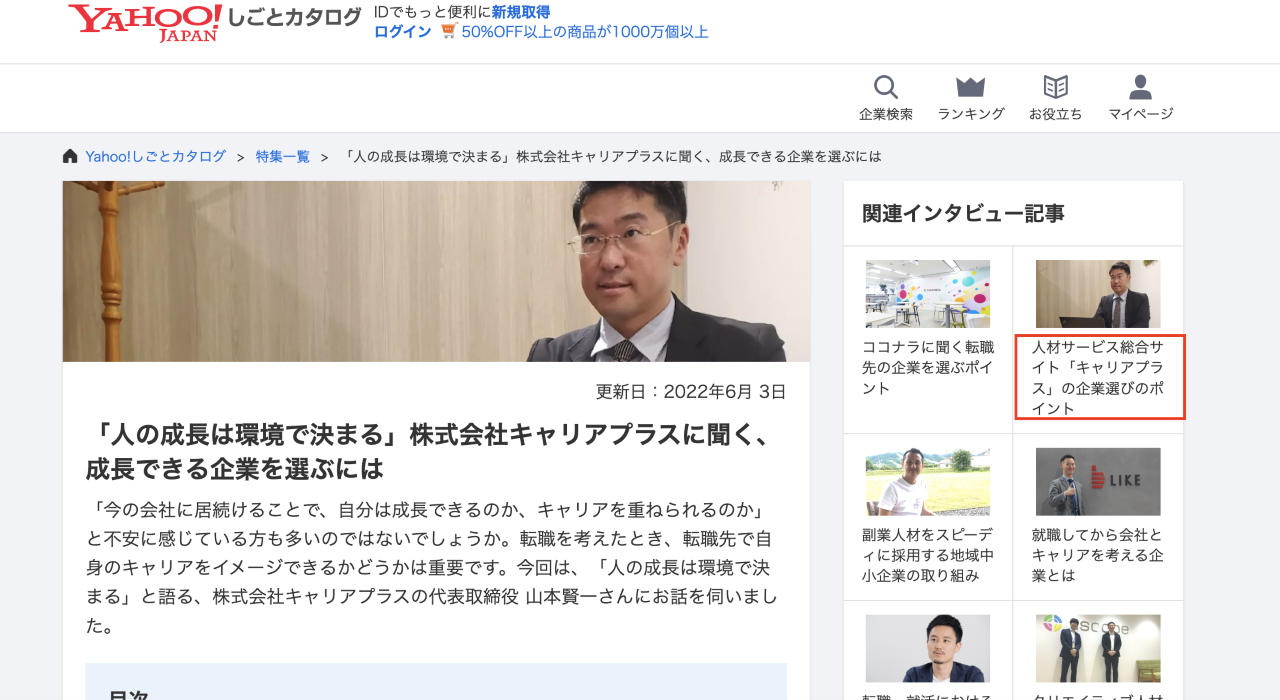 YAHOO!
JAPAN
しごとカタログ
IDでもっと便利に新規取得
ログイン 50%OFF以上の商品が1000万個以上
企業検索 ランキング お役立ち マイページ
Yahoo!しごとカタログ > 特集一覧 > 「人の成長は環境で決まる」株式会社キャリアプラスに聞く、成長できる企業を選ぶには
更新日：2022年6月 3日
「人の成長は環境で決まる」株式会社キャリアプラスに聞く、
成長できる企業を選ぶには
「今の会社に居続けることで、自分は成長できるのか、キャリアを重ねられるのか」
と不安に感じている方も多いのではないでしょうか。転職を考えたとき、転職先で自
身のキャリアをイメージできるかどうかは重要です。今回は、「人の成長は環境で決
まる」と語る、株式会社キャリアプラスの代表取締役 山本賢一さんにお話を伺いまし
た。
目次
関連インタビュー記事
ココナラに聞く転職
先の企業を選ぶポイ
ント
人材サービス総合サ
イト「キャリアプラ
ス」の企業選びのポ
イント
副業人材をスピーデ
ィに採用する地域中
小企業の取り組み
LIKE
就職してから会社と
キャリアを考える企
業とは
転職、就活における
クリエイティブ人材